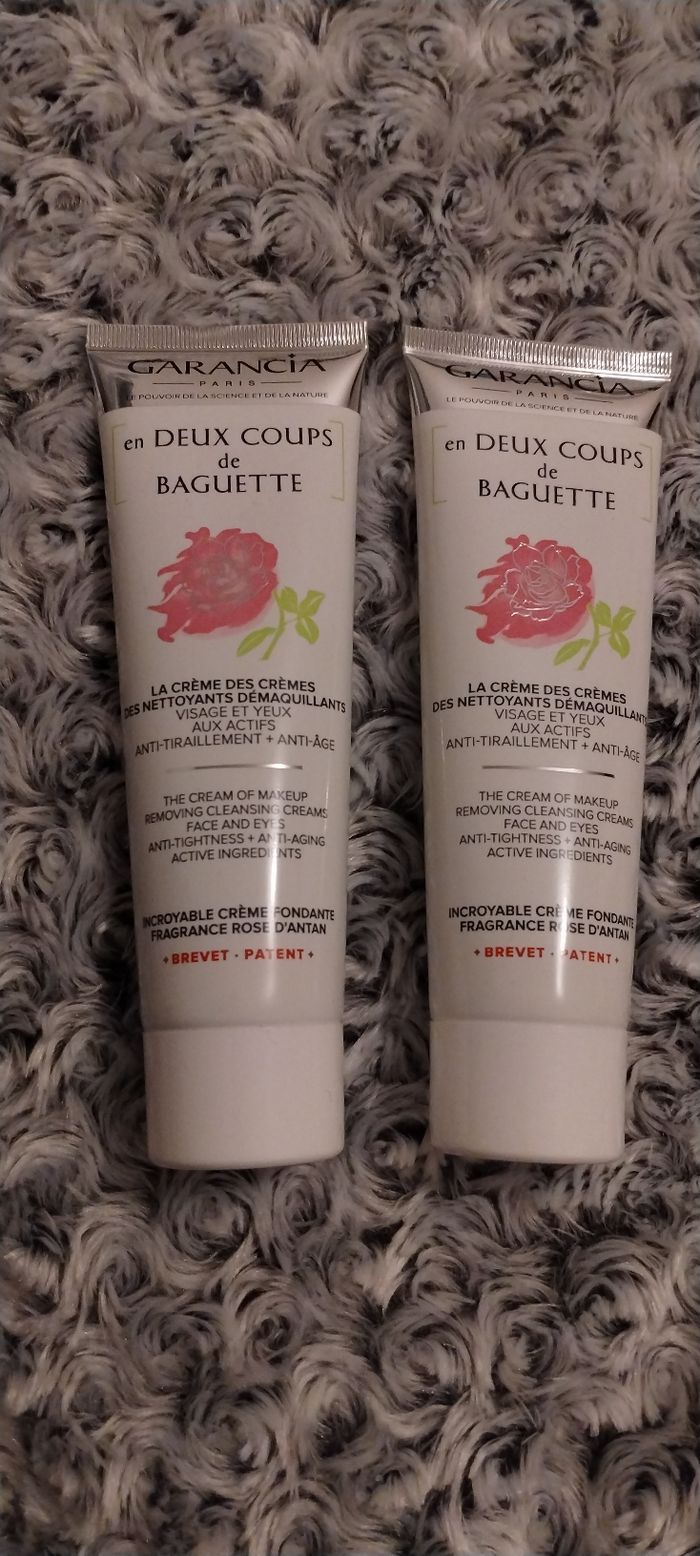 GARANCIA
PARIS
LE POUVOIR DE LA SCIENCE ET DE LA NATURE
en DEUX COUPS
de
BAGUETTE
LA CRÈME DES CRÈMES
DES NETTOYANTS DÉMAQUILLANTS
VISAGE ET YEUX
AUX ACTIFS
ANTI-TIRAILLEMENT + ANTI-ÂGE
THE CREAM OF MAKEUP
REMOVING CLEANSING CREAMS
FACE AND EYES
ANTI-TIGHTNESS + ANTI-AGING
ACTIVE INGREDIENTS
INCROYABLE CRÈME FONDANTE
FRAGRANCE ROSE D'ANTAN
+ BREVET · PATENT +
GARANCIA
PARIS
LE POUVOIR DE LA SCIENCE ET DE LA NATURE
en DEUX COUPS
de
BAGUETTE
LA CRÈME DES CRÈMES
DES NETTOYANTS DÉMAQUILLANT
VISAGE ET YEUX
AUX ACTIFS
ANTI-TIRAILLEMENT + ANTI-ÂGE
THE CREAM OF MAKEUP
REMOVING CLEANSING CREAMS
FACE AND EYES
ANTI-TIGHTNESS + ANTI-AGING
ACTIVE INGREDIENTS
INCROYABLE CRÈME FONDANTE
FRAGRANCE ROSE D'ANTAN
+ BREVET · PATENT +